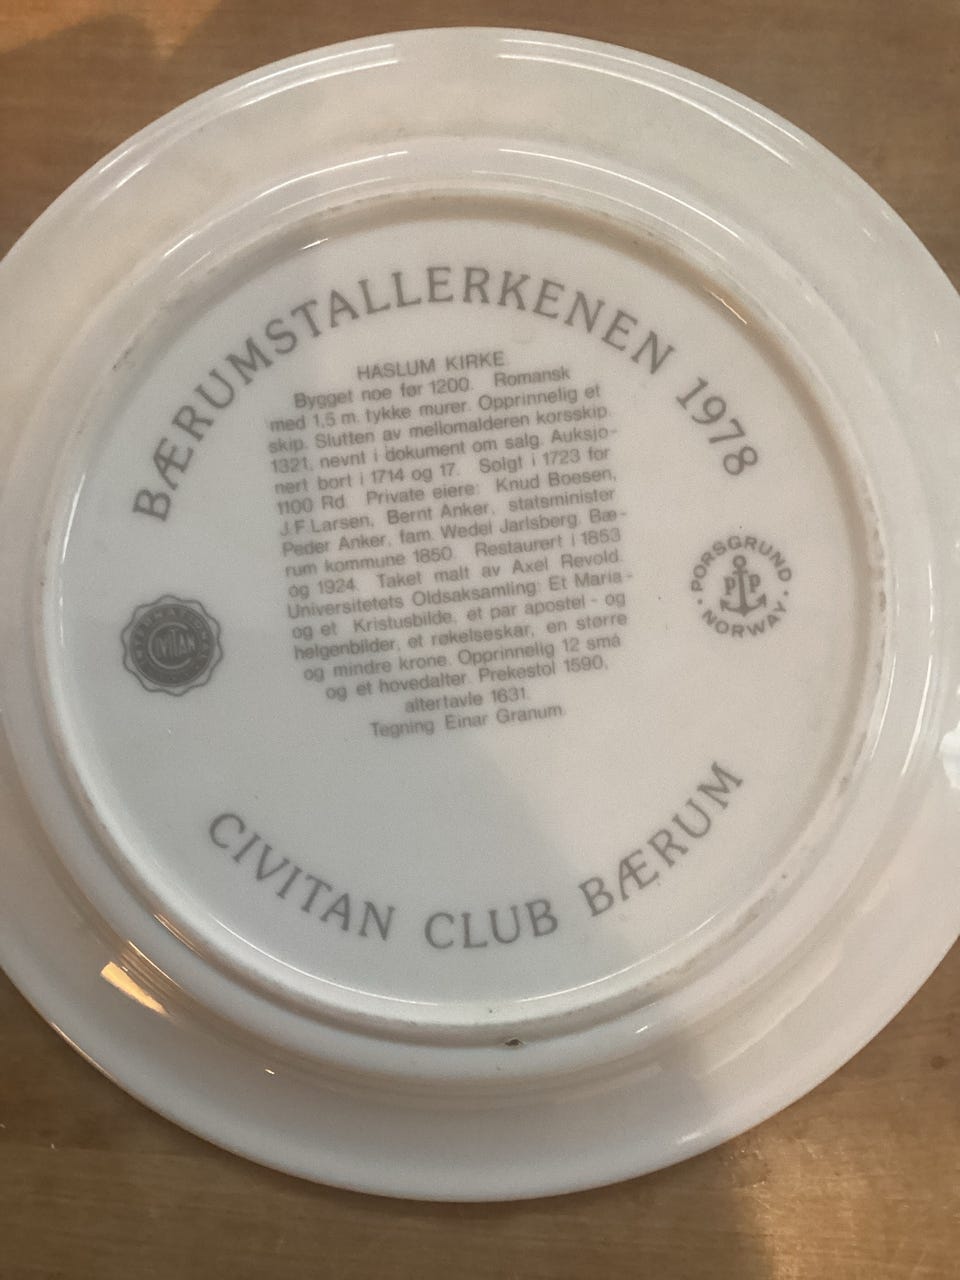 BÆRUMSTALLERKENEN 1978
HASLUM KIRKE
Bygget noe før 1200. Romansk
med 1,5 m. tykke murer. Opprinnelig et
skip. Slutten av mellomalderen korsskip.
1321, nevnt i dokument om salg. Auksjo-
nert bort i 1714 og 17. Solgt i 1723 for
1100 Rd. Private eiere: Knud Boesen,
J.F. Larsen, Bernt Anker, statsminister
Peder Anker, fam. Wedel Jarlsberg. Bæ-
rum kommune 1850. Restaurert i 1853
og 1924. Taket malt av Axel Revold.
Universitetets Oldsaksamling: Et Maria-
og et Kristusbilde, et par apostel - og
helgenbilder, et røkelseskar, en større
og mindre krone. Opprinnelig 12 små
og et hovedalter. Prekestol 1590,
altertavle 1631.
Tegning Einar Granum.
INTERNATIONAL
CIVITAN
PORSGRUND
P P
NORWAY
CIVITAN CLUB BÆRUM